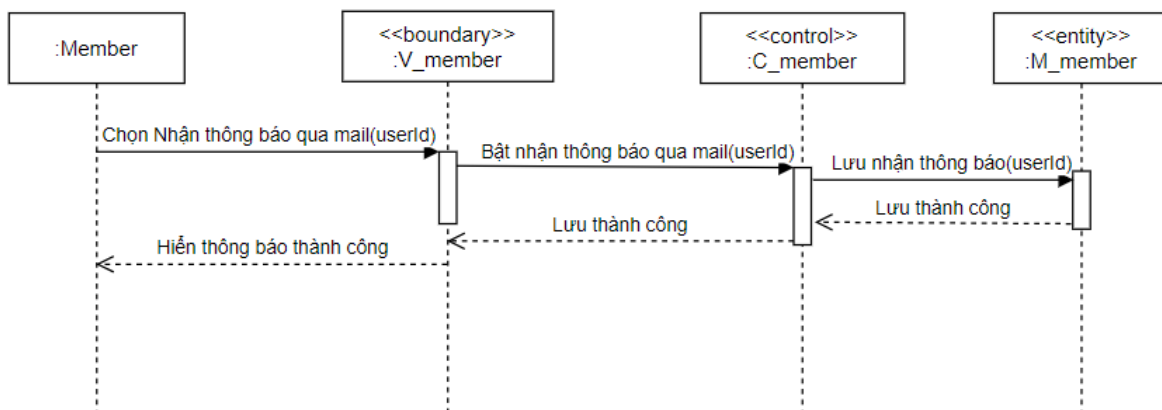 :Member
<<boundary>>
:V_member
<<control>>
:C_member
<<entity>>
:M_member
Chọn Nhận thông báo qua mail(userId)
Bật nhận thông báo qua mail(userId)
Lưu nhận thông báo(userId)
Lưu thành công
Lưu thành công
Hiển thông báo thành công